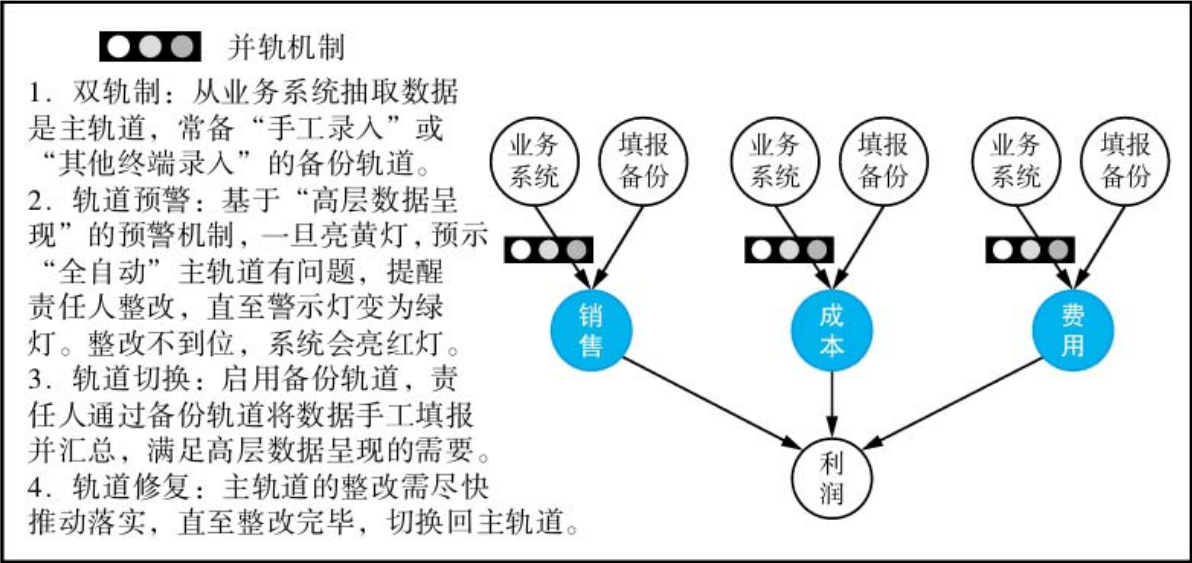 并轨机制
1. 双轨制：从业务系统抽取数据
是主轨道，常备“手工录入”或
“其他终端录入”的备份轨道。
2. 轨道预警：基于“高层数据呈
现”的预警机制，一旦亮黄灯，预示
“全自动”主轨道有问题，提醒
责任人整改，直至警示灯变为绿
灯。整改不到位，系统会亮红灯。
3. 轨道切换：启用备份轨道，责
任人通过备份轨道将数据手工填报
并汇总，满足高层数据呈现的需要。
4. 轨道修复：主轨道的整改需尽快
推动落实，直至整改完毕，切换回主轨道。
业务
系统
填报
备份
业务
系统
填报
备份
业务
系统
填报
备份
销
售
成
本
费
用
利
润